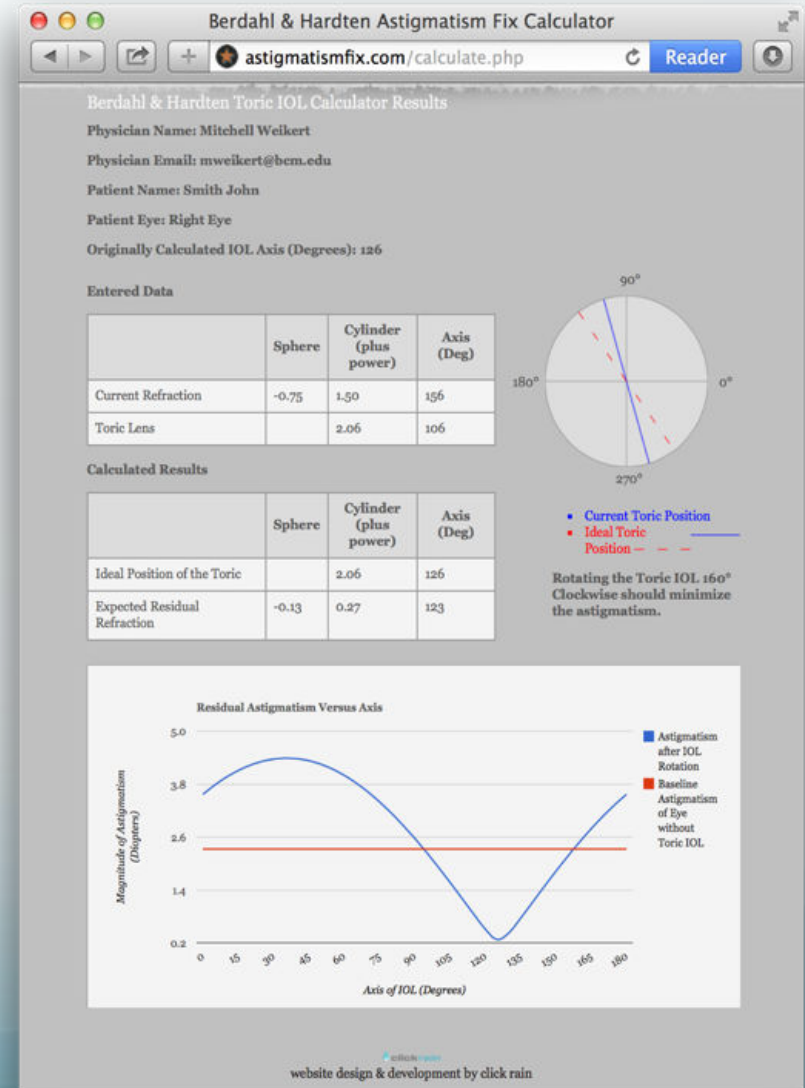 Berdahl & Hardten Astigmatism Fix Calculator
astigmatismfix.com/calculate.php
Reader
Berdahl & Hardten Toric IOL Calculator Results
Physician Name: Mitchell Weikert
Physician Email: mweikert@bcm.edu
Patient Name: Smith John
Patient Eye: Right Eye
Originally Calculated IOL Axis (Degrees): 126
Entered Data
Sphere Cylinder (plus power) Axis (Deg)
Current Refraction -0.75 1.50 156
Toric Lens 2.06 106
90°
180°
0°
270°
Calculated Results
Sphere Cylinder (plus power) Axis (Deg)
Ideal Position of the Toric 2.06 126
Expected Residual Refraction -0.13 0.27 123
Current Toric Position
Ideal Toric
Position
Rotating the Toric IOL 160°
Clockwise should minimize
the astigmatism.
Residual Astigmatism Versus Axis
Magnitude of Astigmatism
(Diopters)
5.0
3.8
2.6
1.4
0.2
0 15 30 45 60 75 90 105 120 135 150 165 180
Axis of IOL (Degrees)
Astigmatism
after IOL
Rotation
Baseline
Astigmatism
of Eye
without
Toric IOL
click rain
website design & development by click rain